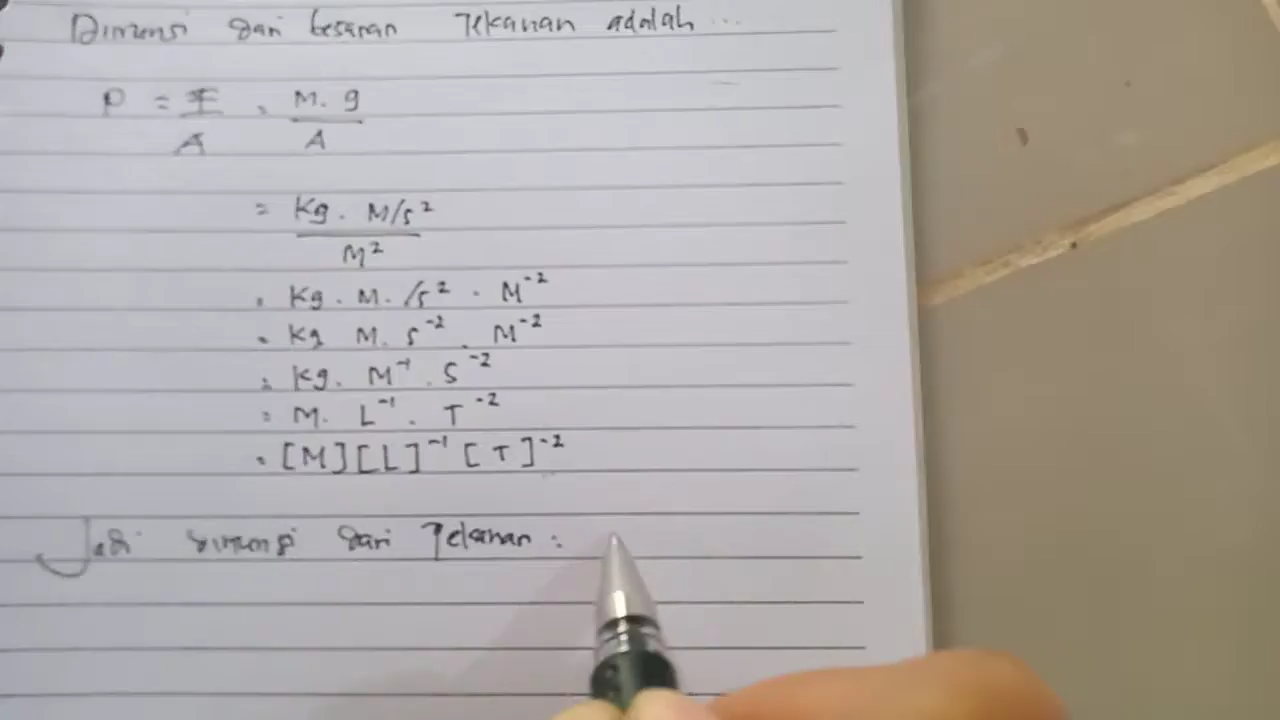 Dimensi dari besaran Tekanan adalah ...
P = F/A = M.g/A
= Kg . M/s²/M²
= Kg . M. /s² . M⁻²
= Kg M. s⁻² . M⁻²
= Kg. M⁻¹ . S⁻²
= M. L⁻¹ . T⁻²
= [M][L]⁻¹ [T]⁻²
Jadi dimensi dari Tekanan :